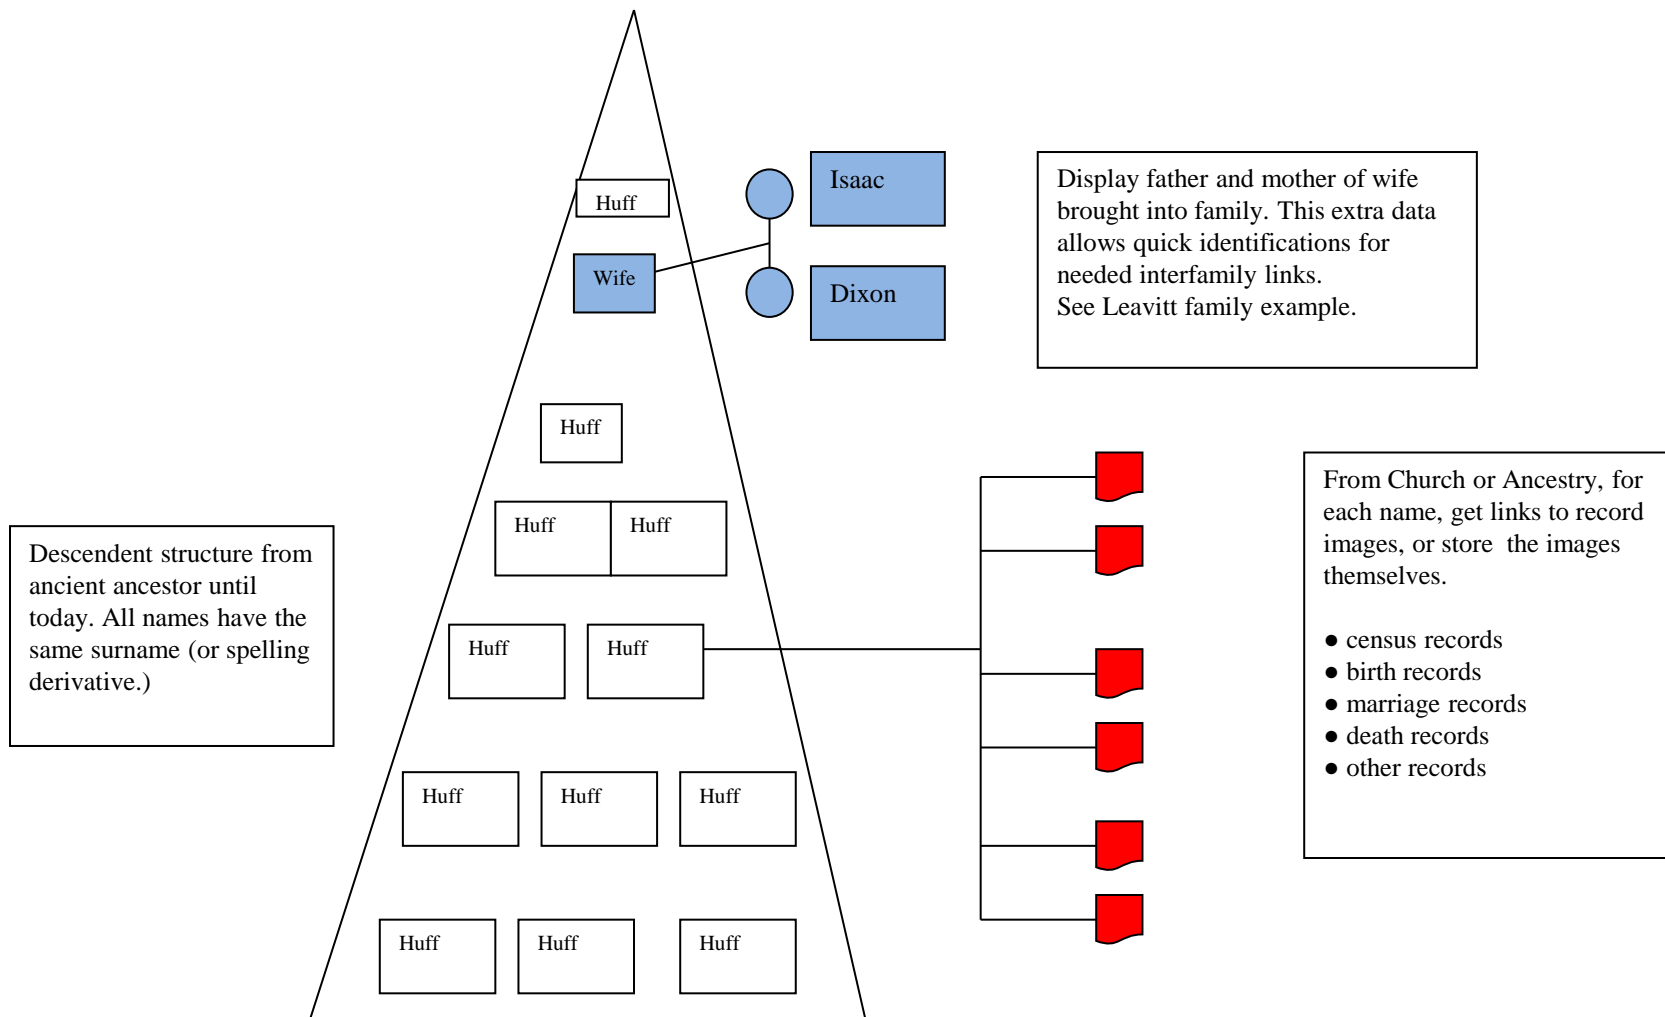 Huff
Wife
Isaac
Dixon
Display father and mother of wife
brought into family. This extra data
allows quick identifications for
needed interfamily links.
See Leavitt family example.
Huff
Huff
Huff
Descendent structure from
ancient ancestor until
today. All names have the
same surname (or spelling
derivative.)
Huff
Huff
From Church or Ancestry, for
each name, get links to record
images, or store  the images
themselves.
● census records
● birth records
● marriage records
● death records
● other records
Huff
Huff
Huff
Huff
Huff
Huff